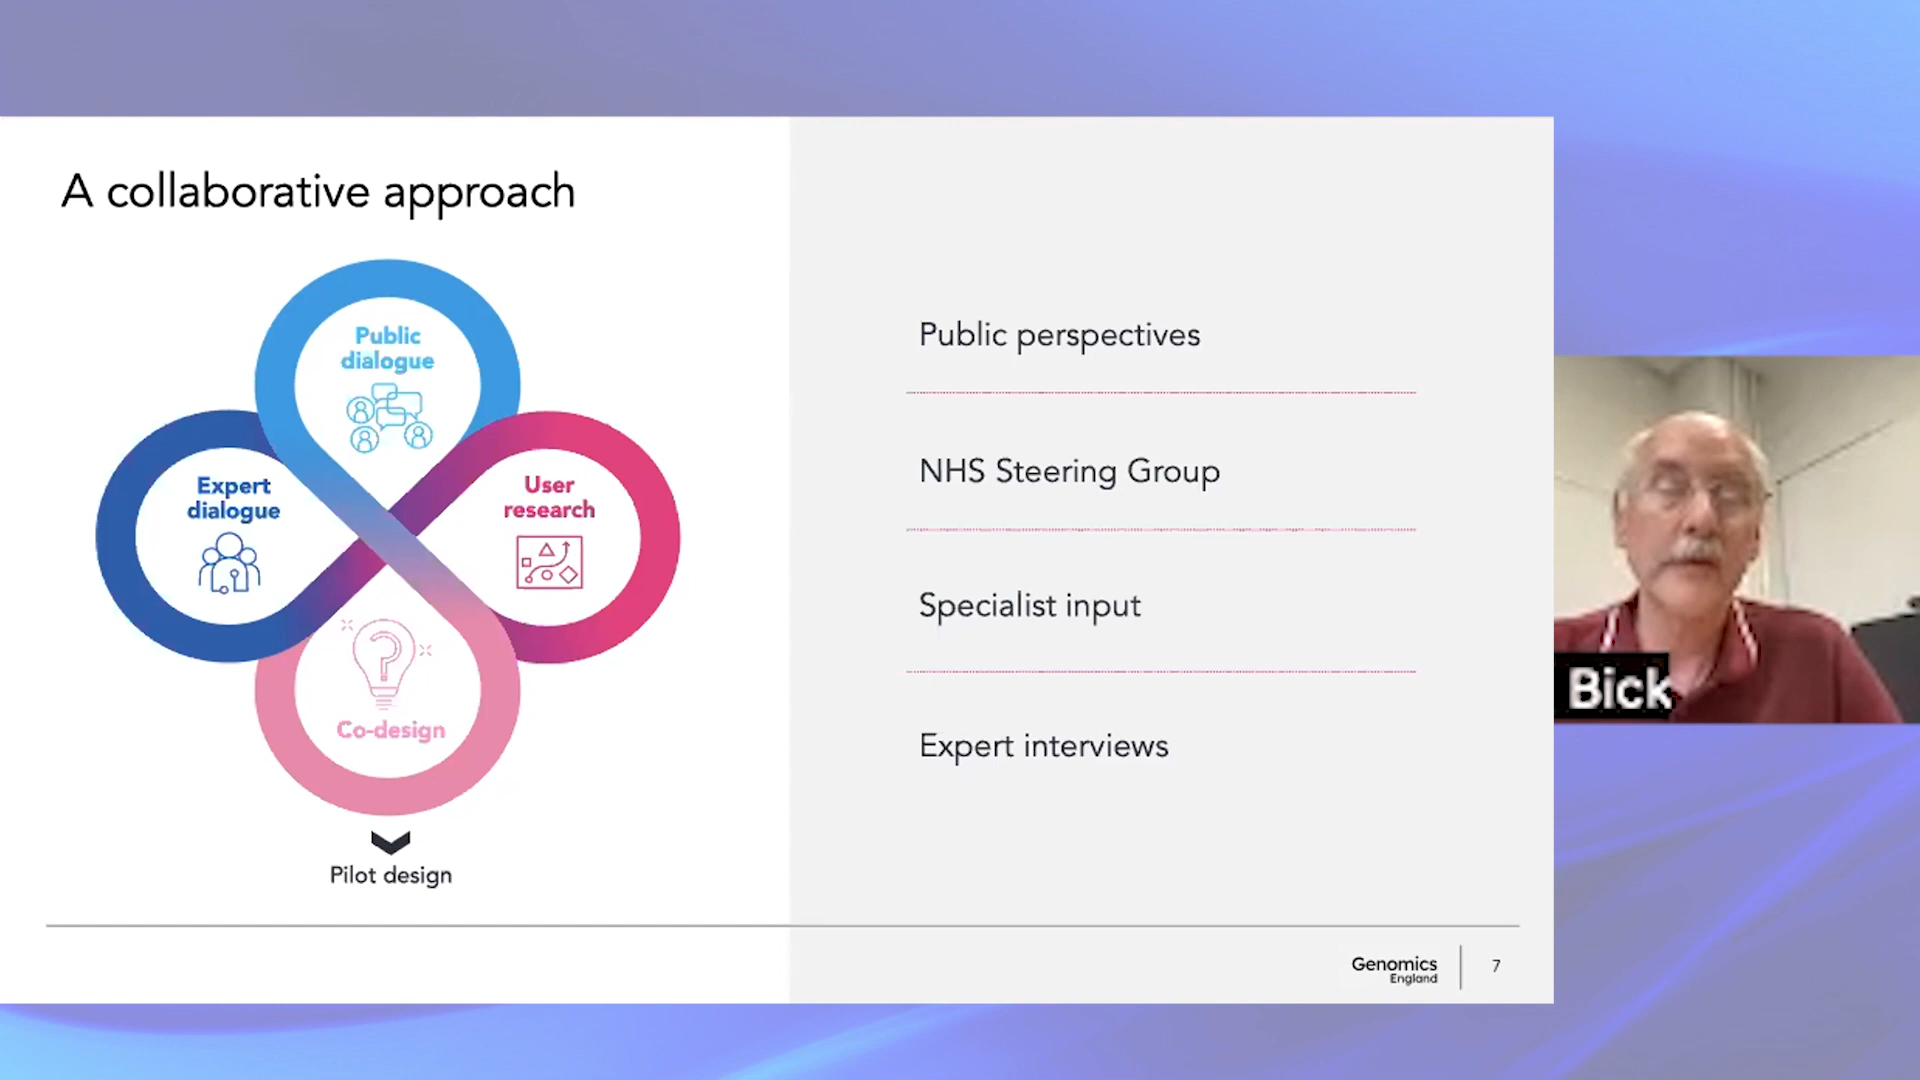 A collaborative approach
Public
dialogue
Expert
dialogue
User
research
Co-design
Pilot design
Public perspectives
NHS Steering Group
Specialist input
Expert interviews
Genomics
England
7
Bick